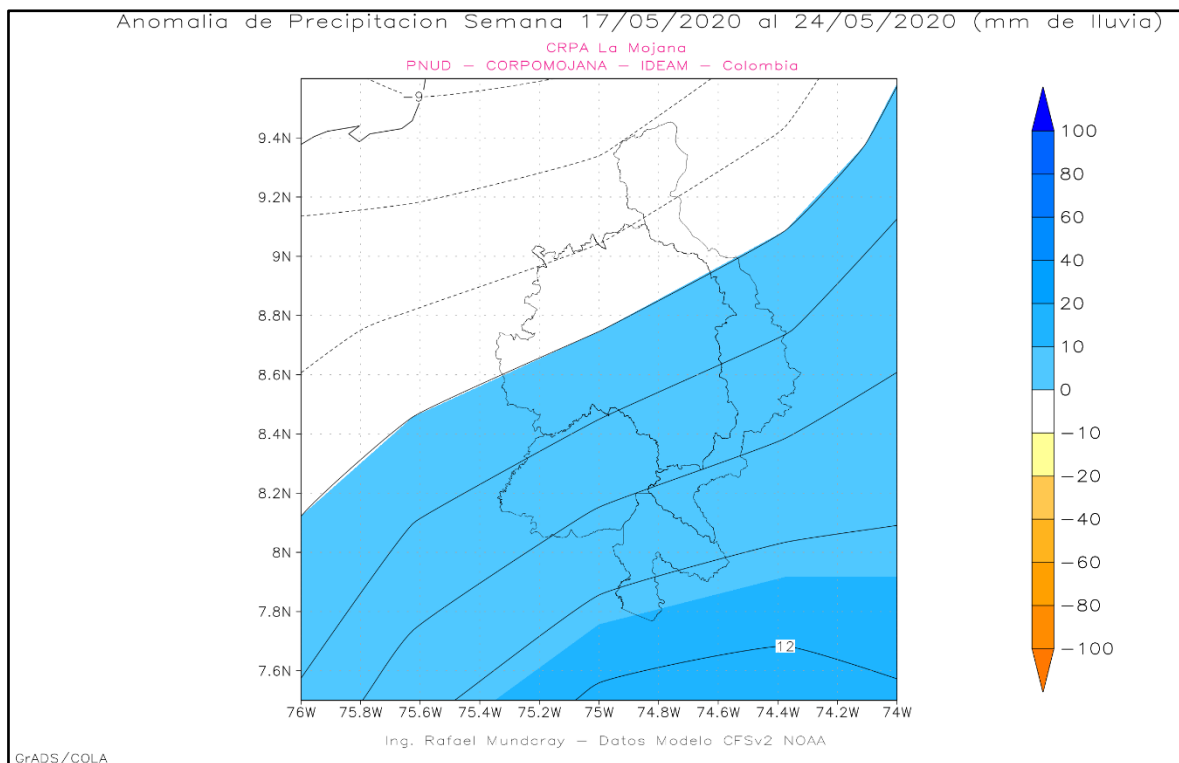 Anomalia de Precipitacion Semana 17/05/2020 al 24/05/2020 (mm de lluvia)
CRPA La Mojana
PNUD – CORPOMOJANA – IDEAM – Colombia
-9
9.4N
9.2N
9N
8.8N
8.6N
8.4N
8.2N
8N
7.8N
7.6N
12
76W 75.8W 75.6W 75.4W 75.2W 75W 74.8W 74.6W 74.4W 74.2W 74W
100
80
60
40
20
10
0
-10
-20
-40
-60
-80
-100
Ing. Rafael Mundcray – Datos Modelo CFSv2 NOAA
GrADS/COLA